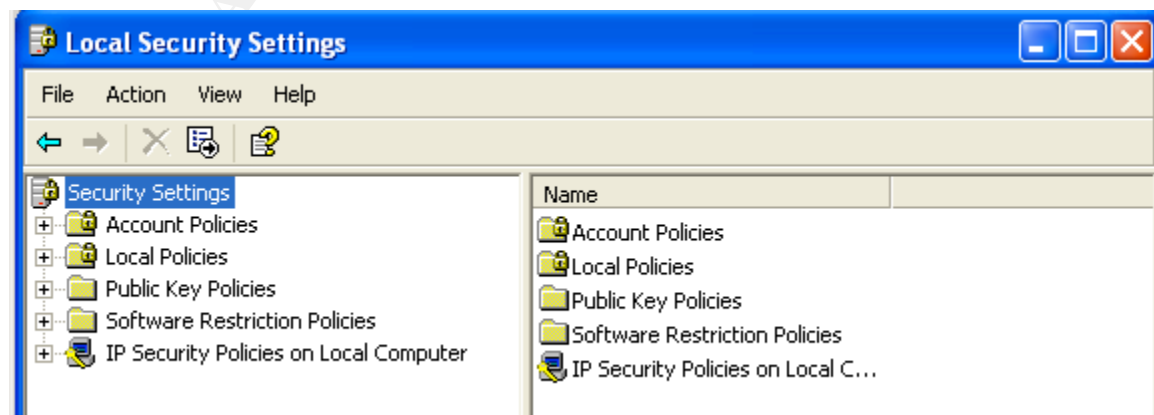 Local Security Settings
File Action View Help
Security Settings
Account Policies
Local Policies
Public Key Policies
Software Restriction Policies
IP Security Policies on Local Computer
Name
Account Policies
Local Policies
Public Key Policies
Software Restriction Policies
IP Security Policies on Local C...